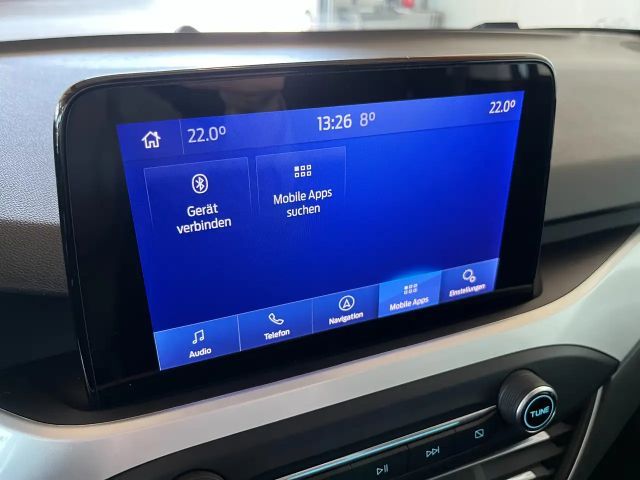 22.0° 13:26 8° 22.0°
Gerät
verbinden
Mobile Apps
suchen
Audio Telefon Navigation Mobile Apps Einstellungen
TUNE